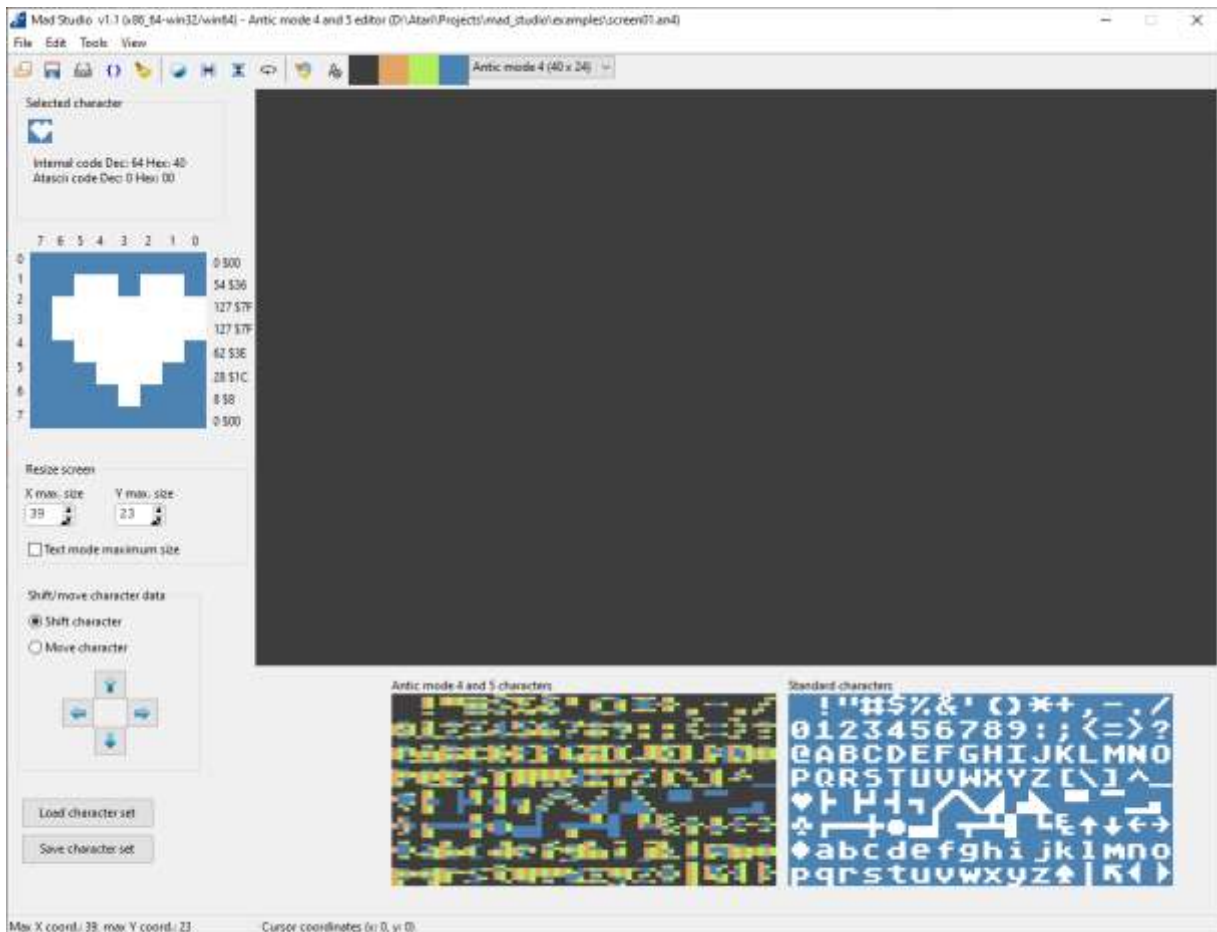 Mad Studio v1.1 (x86_64-win32/win64) - Antic mode 4 and 5 editor (D:\Atari\Projects\mad_studio\examples\screen01.an4)
File Edit Tools View
Antic mode 4 (40 x 24)
Selected character
Internal code Dec: 64 Hex: 40
Atascii code Dec: 0 Hex: 00
7 6 5 4 3 2 1 0
0 0 $00
1 54 $36
2 127 $7F
3 127 $7F
4 62 $3E
5 28 $1C
6 8 $8
7 0 $00
Resize screen
X max. size Y max. size
39 23
Text mode maximum size
Shift/move character data
Shift character
Move character
Load character set
Save character set
Antic mode 4 and 5 characters
Standard characters
!"#$%&'()*+,-./
0123456789:;<=>?
@ABCDEFGHIJKLMNO
PQRSTUVWXYZ[\]^_
abcdefghijklmno
pqrstuvwxyz
Max X coord.: 39, max Y coord.: 23
Cursor coordinates (x: 0, y: 0)